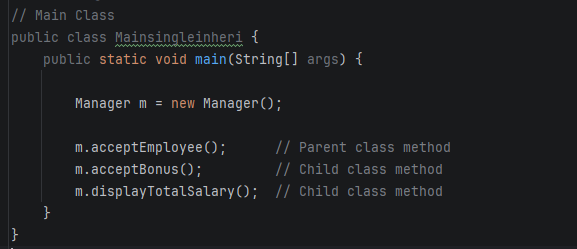 // Main Class
public class Mainsingleinheri {
    public static void main(String[] args) {
        Manager m = new Manager();
        m.acceptEmployee();      // Parent class method
        m.acceptBonus();         // Child class method
        m.displayTotalSalary();  // Child class method
    }
}